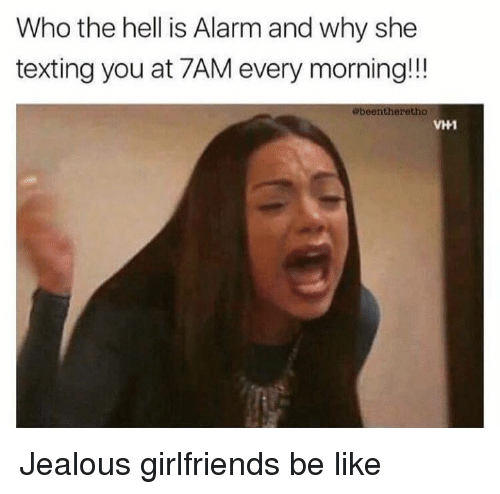 Who the hell is Alarm and why she
texting you at 7AM every morning!!!
@beentheretho
VH1
Jealous girlfriends be like